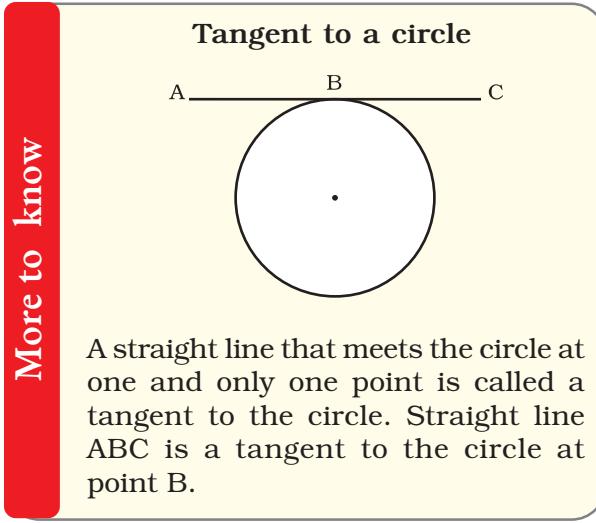 More to know
Tangent to a circle
B
A
C
A straight line that meets the circle at
one and only one point is called a
tangent to the circle. Straight line
ABC is a tangent to the circle at
point B.